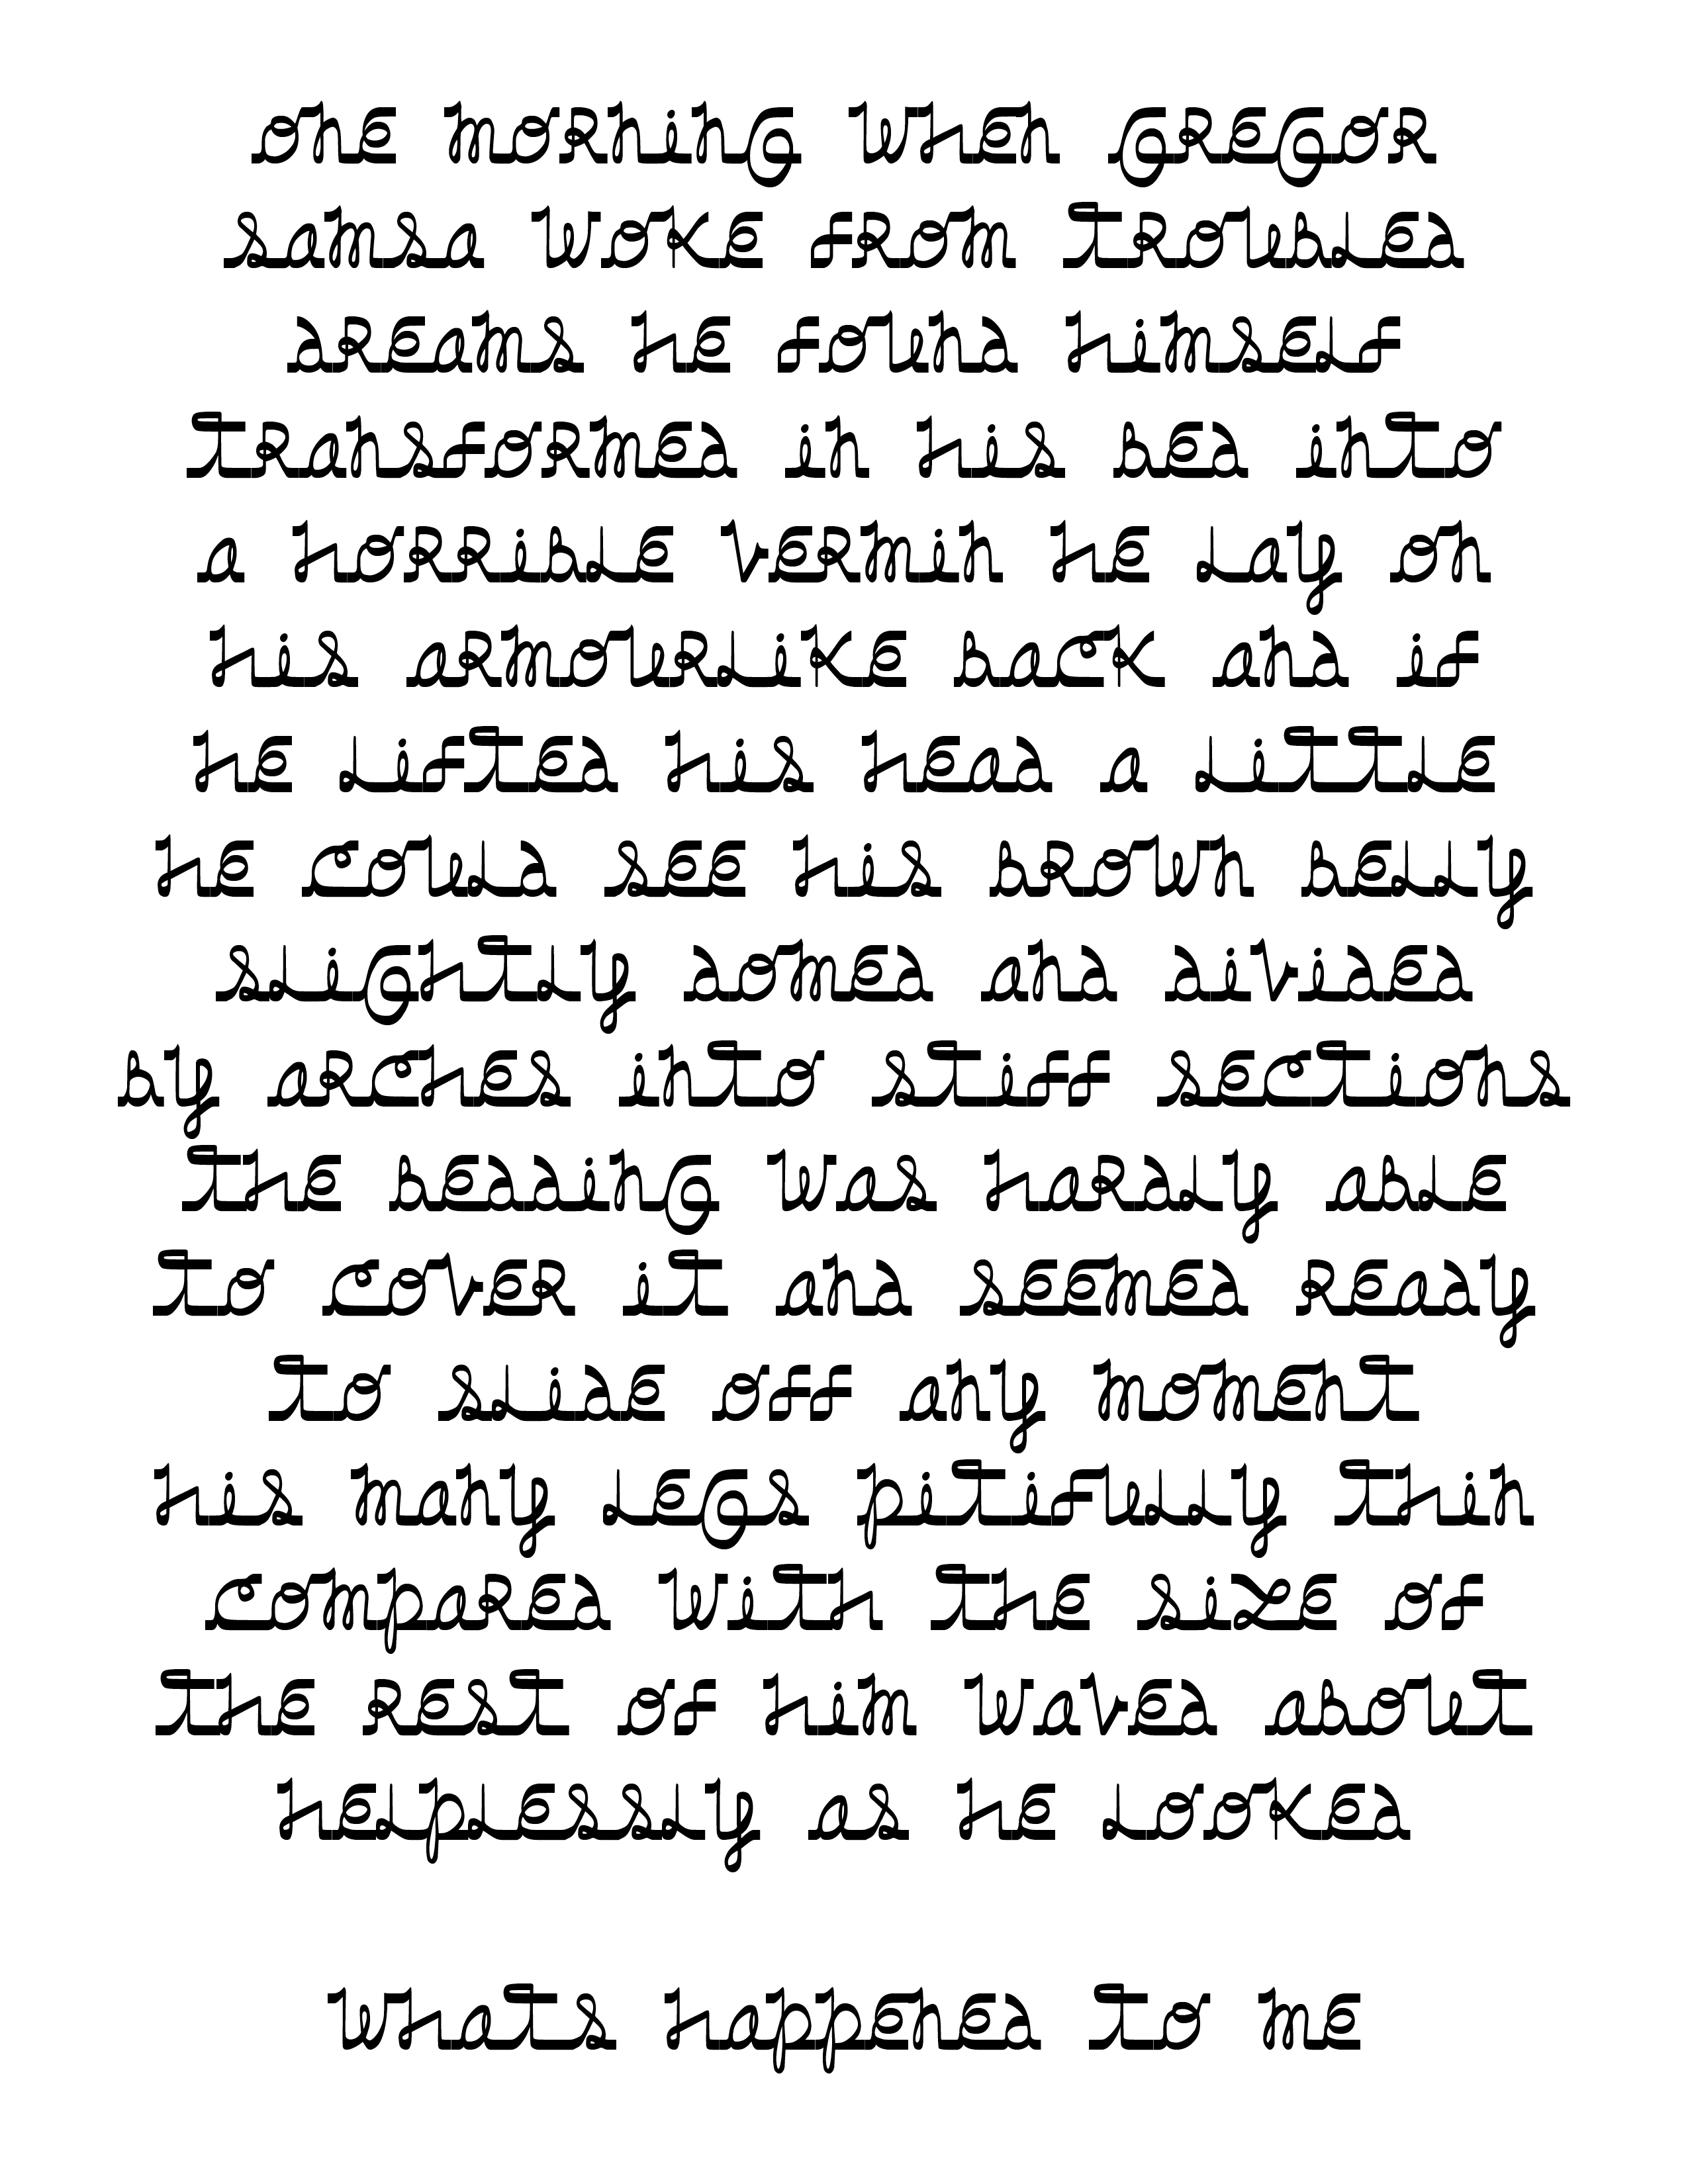 one morning when gregor
samsa woke from troubled
dreams he found himself
transformed in his bed into
a horrible vermin he lay on
his armourlike back and if
he lifted his head a little
he could see his brown belly
slightly domed and divided
by arches into stiff sections
the bedding was hardly able
to cover it and seemed ready
to slide off any moment
his many legs pitifully thin
compared with the size of
the rest of him waved about
helplessly as he looked
whats happened to me